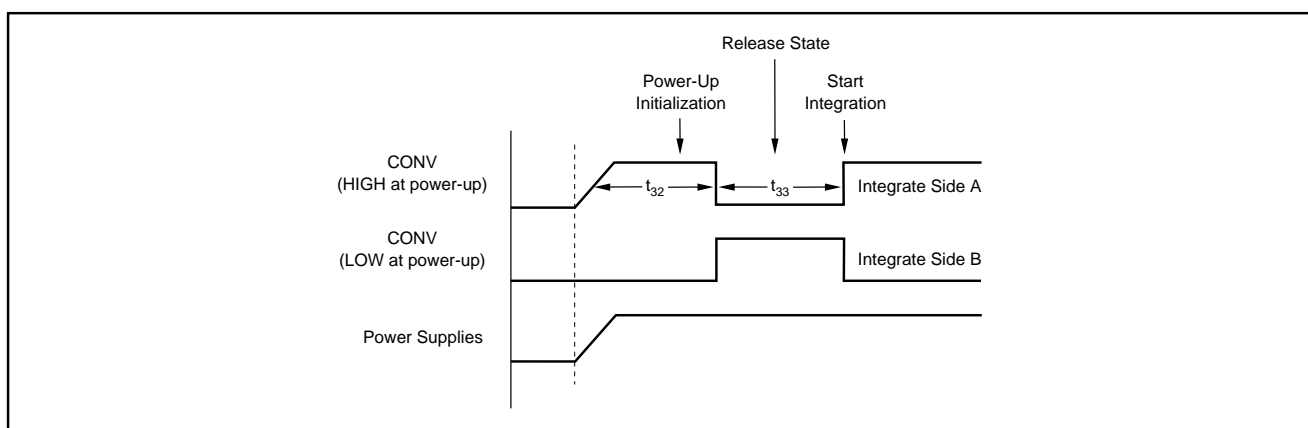 Release State
Power-Up
Initialization
Start
Integration
CONV
(HIGH at power-up)
t32
t33
Integrate Side A
CONV
(LOW at power-up)
Integrate Side B
Power Supplies